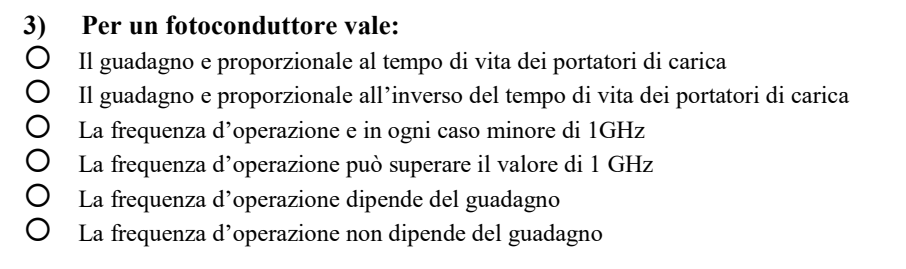 3) Per un fotoconduttore vale:
Il guadagno e proporzionale al tempo di vita dei portatori di carica
Il guadagno e proporzionale all'inverso del tempo di vita dei portatori di carica
La frequenza d'operazione e in ogni caso minore di 1GHz
La frequenza d'operazione può superare il valore di 1 GHz
La frequenza d'operazione dipende del guadagno
La frequenza d'operazione non dipende del guadagno